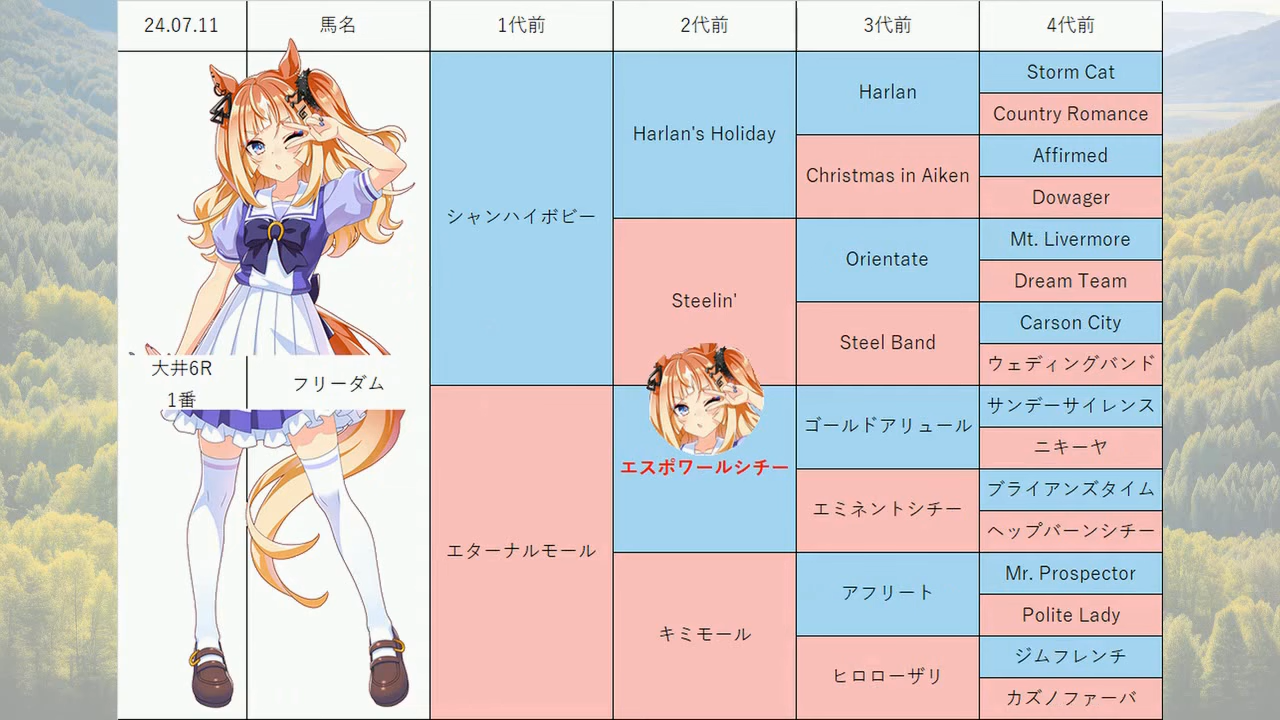 24.07.11
馬名
1代前
2代前
3代前
4代前
大井6R
1番
フリーダム
シャンハイボビー
エターナルモール
Harlan's Holiday
Steelin'
エスポワールシチー
キミモール
Harlan
Christmas in Aiken
Orientate
Steel Band
ゴールドアリュール
エミネントシチー
アフリート
ヒロローザリ
Storm Cat
Country Romance
Affirmed
Dowager
Mt. Livermore
Dream Team
Carson City
ウェディングバンド
サンデーサイレンス
ニキーヤ
ブライアンズタイム
ヘップバーンシチー
Mr. Prospector
Polite Lady
ジムフレンチ
カズノファーバ